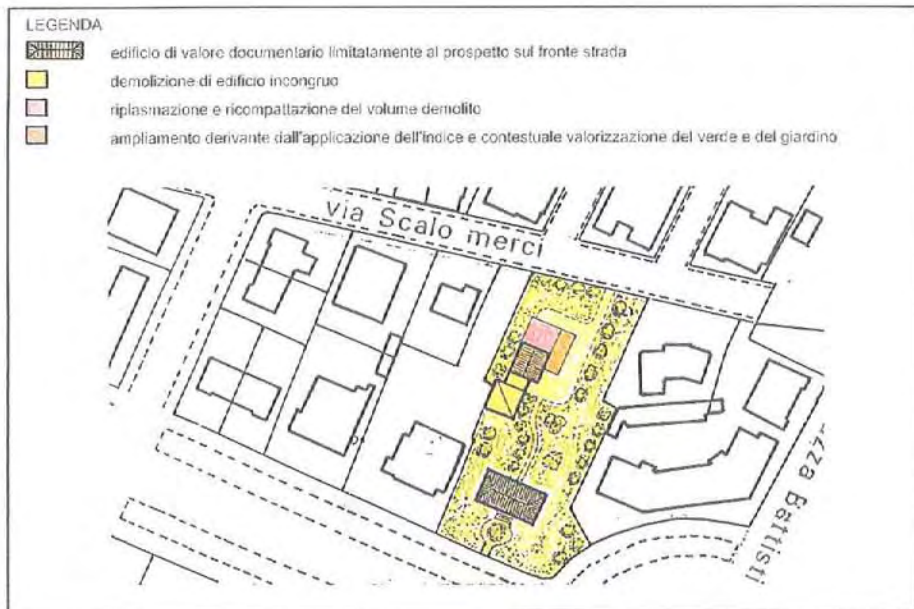 LEGENDA
edificio di valore documentario limitatamente al prospetto sul fronte strada
demolizione di edificio incongruo
riplasmazione e ricompattazione del volume demolito
ampliamento derivante dall'applicazione dell'indice e contestuale valorizzazione del verde e del giardino
via Scalo merci
azza Battisti